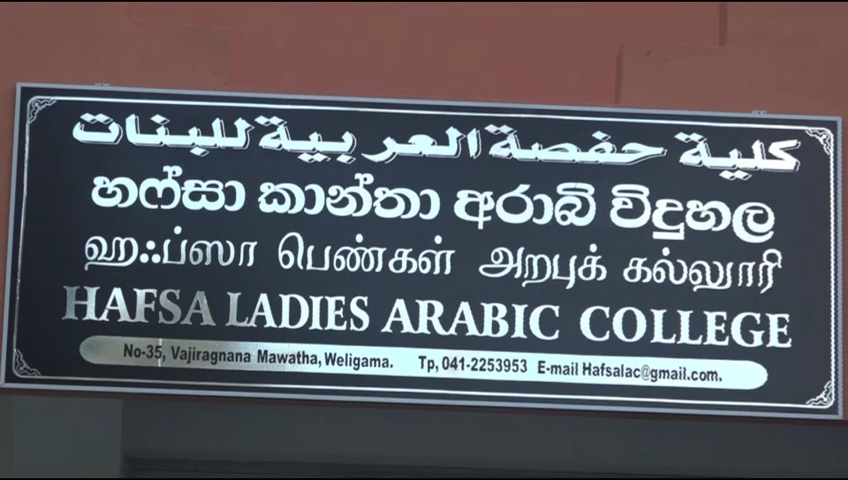 كلية حفصة العربية للبنات
හෆ්සා කාන්තා අරාබි විදුහල
ஹஃப்ஸா பெண்கள் அறபுக் கல்லூரி
HAFSA LADIES ARABIC COLLEGE
No-35, Vajiragnana Mawatha, Weligama. Tp, 041-2253953 E-mail Hafsalac@gmail.com.